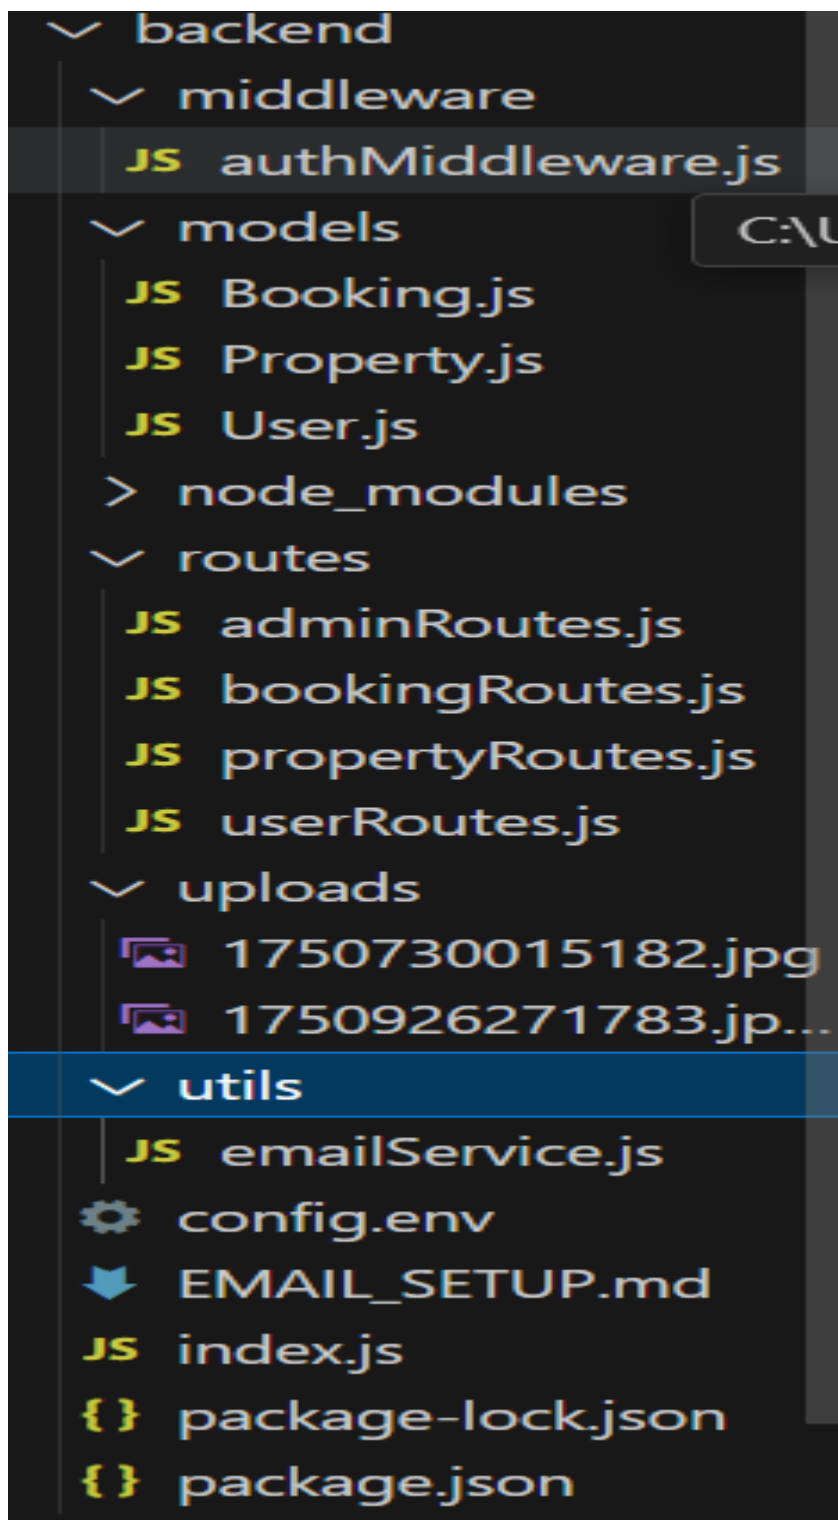 backend
middleware
JS authMiddleware.js
models
C:\U
JS Booking.js
JS Property.js
JS User.js
node_modules
routes
JS adminRoutes.js
JS bookingRoutes.js
JS propertyRoutes.js
JS userRoutes.js
uploads
1750730015182.jpg
1750926271783.jp...
utils
JS emailService.js
config.env
EMAIL_SETUP.md
JS index.js
{} package-lock.json
{} package.json